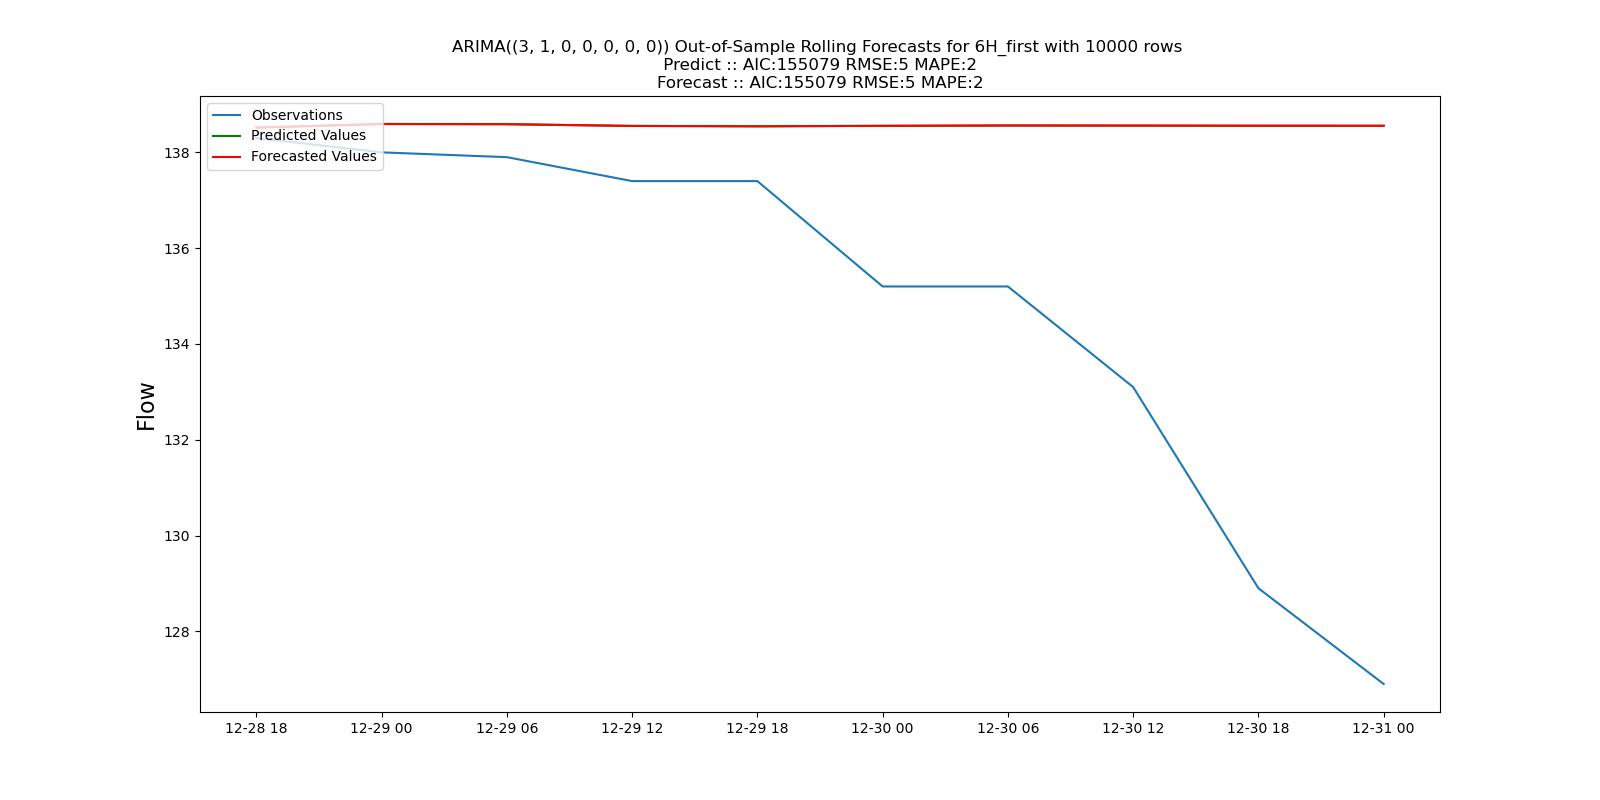 ARIMA((3, 1, 0, 0, 0, 0, 0)) Out-of-Sample Rolling Forecasts for 6H_first with 10000 rows
Predict :: AIC:155079 RMSE:5 MAPE:2
Forecast :: AIC:155079 RMSE:5 MAPE:2
Observations
Predicted Values
Forecasted Values
138
136
134
132
130
128
Flow
12-28 18
12-29 00
12-29 06
12-29 12
12-29 18
12-30 00
12-30 06
12-30 12
12-30 18
12-31 00